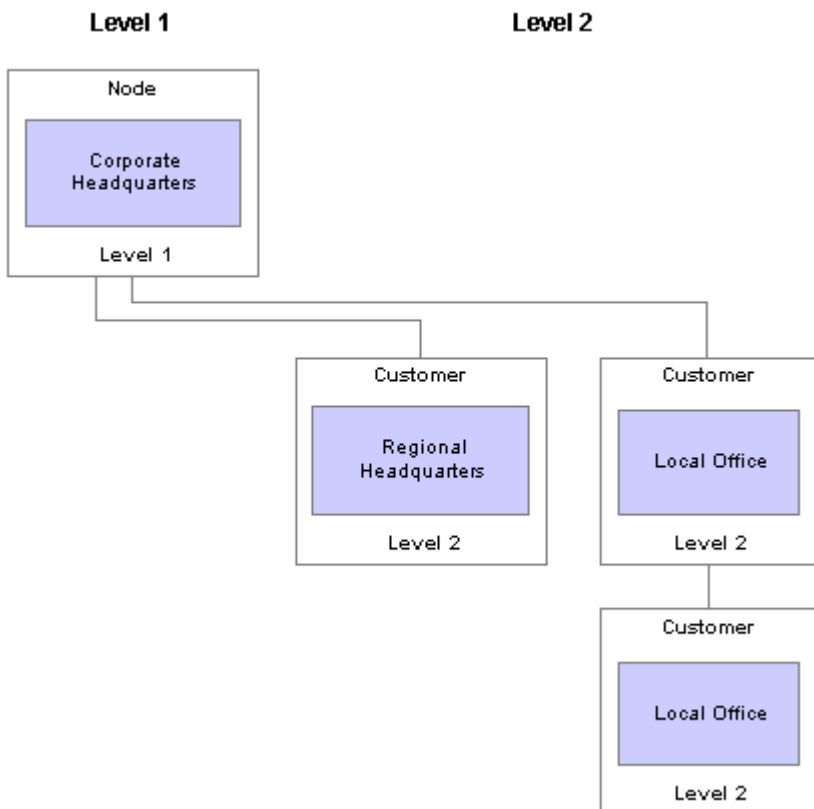 Level 1
Level 2
Node
Corporate
Headquarters
Level 1
Customer
Regional
Headquarters
Level 2
Customer
Local Office
Level 2
Customer
Local Office
Level 2